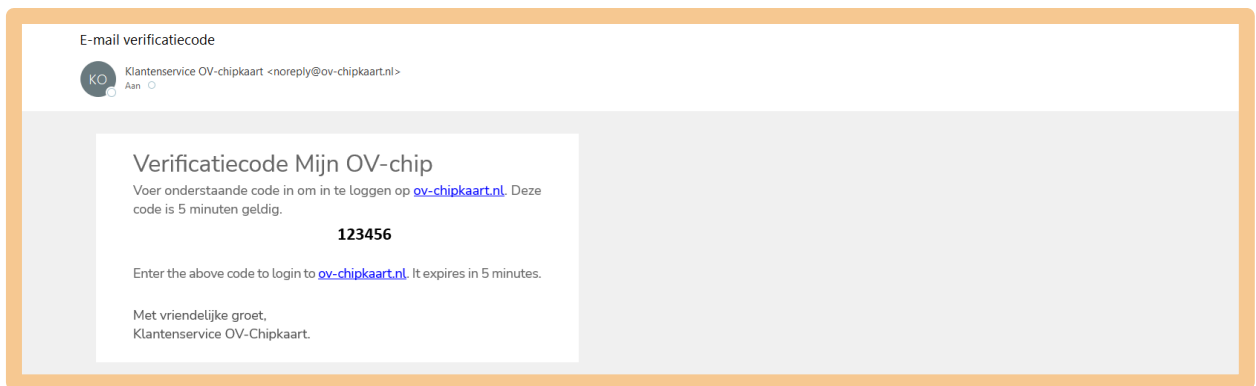 E-mail verificatiecode
KO
Klantenservice OV-chipkaart <noreply@ov-chipkaart.nl>
Aan
Verificatiecode Mijn OV-chip
Voer onderstaande code in om in te loggen op ov-chipkaart.nl. Deze
code is 5 minuten geldig.
123456
Enter the above code to login to ov-chipkaart.nl. It expires in 5 minutes.
Met vriendelijke groet,
Klantenservice OV-Chipkaart.